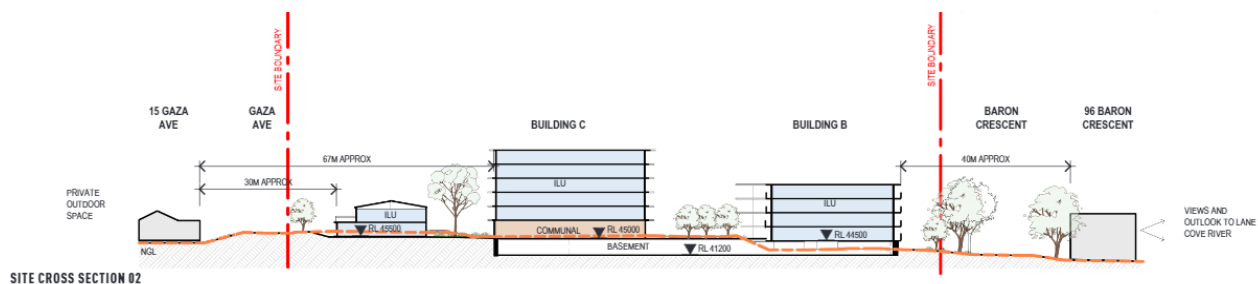 SITE BOUNDARY
SITE BOUNDARY
15 GAZA
AVE
GAZA
AVE
BUILDING C
BUILDING B
BARON
CRESCENT
96 BARON
CRESCENT
67M APPROX
40M APPROX
30M APPROX
PRIVATE
OUTDOOR
SPACE
ILU
ILU
ILU
VIEWS AND
OUTLOOK TO LANE
COVE RIVER
RL 45500
COMMUNAL
RL 45000
RL 44500
NGL
BASEMENT
RL 41200
SITE CROSS SECTION 02